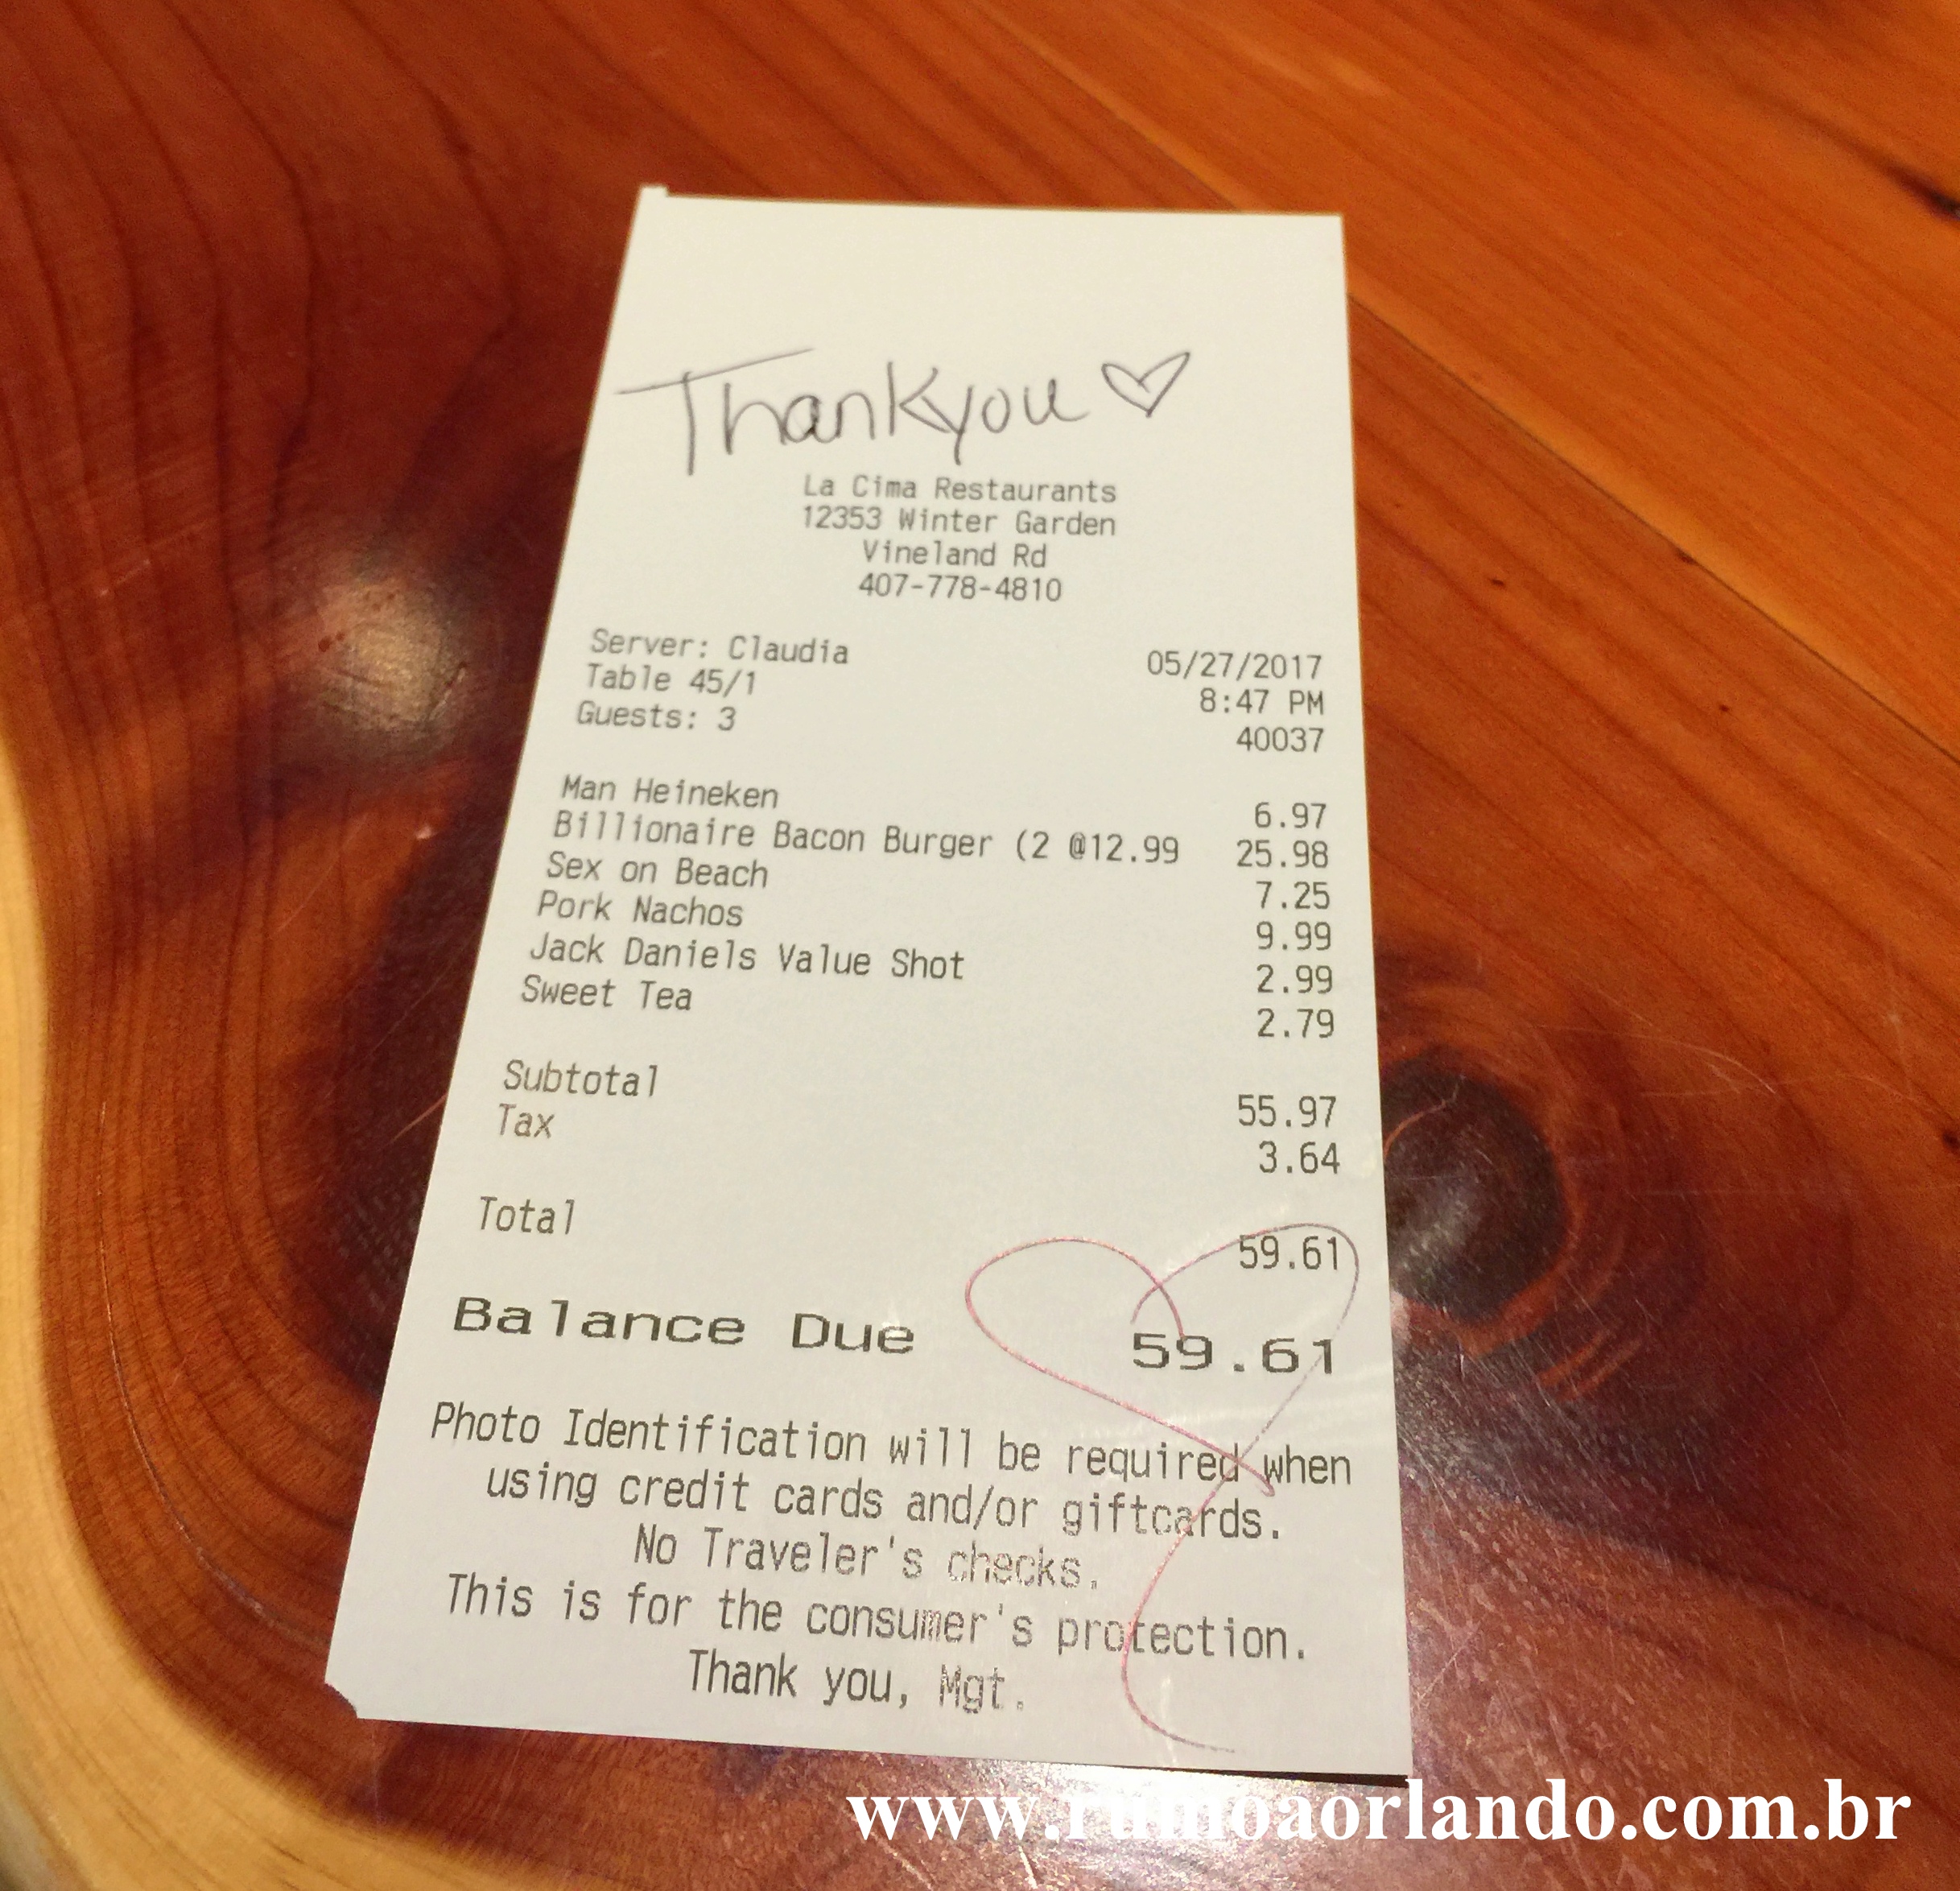 Thank you
La Cima Restaurants
12353 Winter Garden
Vineland Rd
407-778-4810
Server: Claudia 05/27/2017
Table 45/1 8:47 PM
Guests: 3 40037
Man Heineken 6.97
Billionaire Bacon Burger (2 @12.99 25.98
Sex on Beach 7.25
Pork Nachos 9.99
Jack Daniels Value Shot 2.99
Sweet Tea 2.79
Subtotal 55.97
Tax 3.64
Total 59.61
Balance Due 59.61
Photo Identification will be required when
using credit cards and/or giftcards.
No Traveler's checks.
This is for the consumer's protection.
Thank you, Mgt.
www.rumoaorlando.com.br